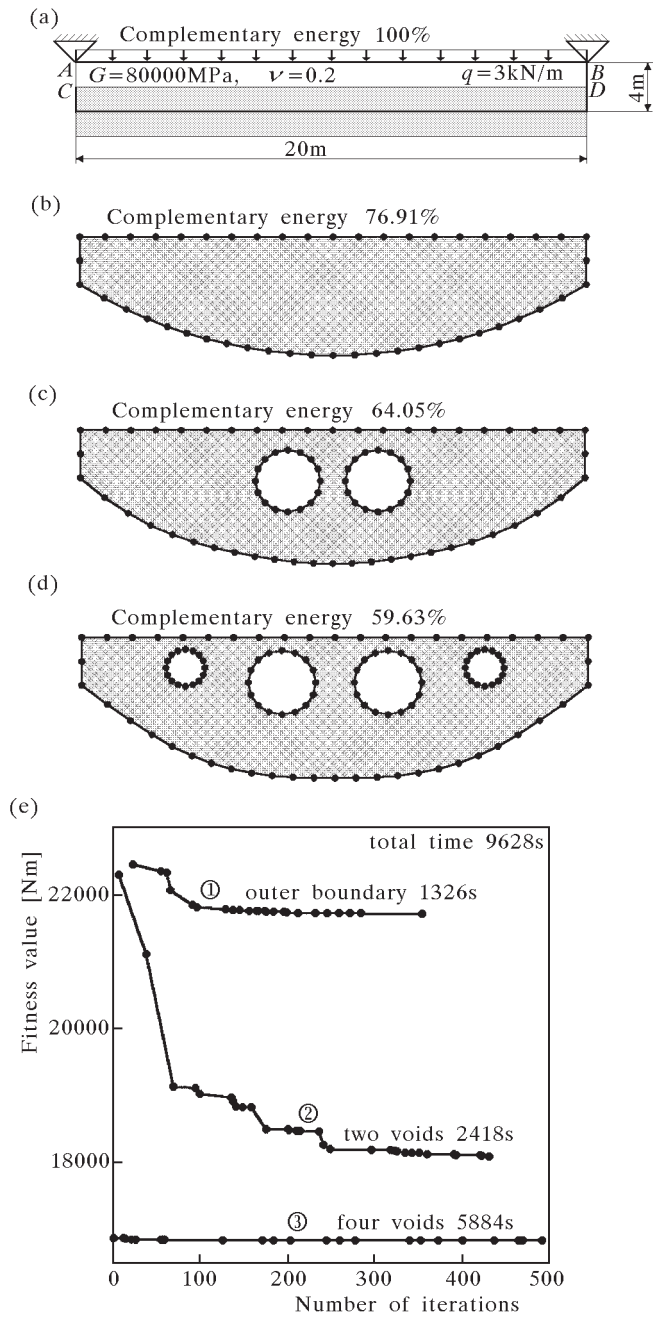 (a)
Complementary energy 100%
A G=80000MPa, ν=0.2 q=3kN/m B
C D
4m
20m
(b)
Complementary energy 76.91%
(c)
Complementary energy 64.05%
(d)
Complementary energy 59.63%
(e)
total time 9628s
① outer boundary 1326s
② two voids 2418s
③ four voids 5884s
Fitness value [Nm]
22000
20000
18000
0 100 200 300 400 500
Number of iterations